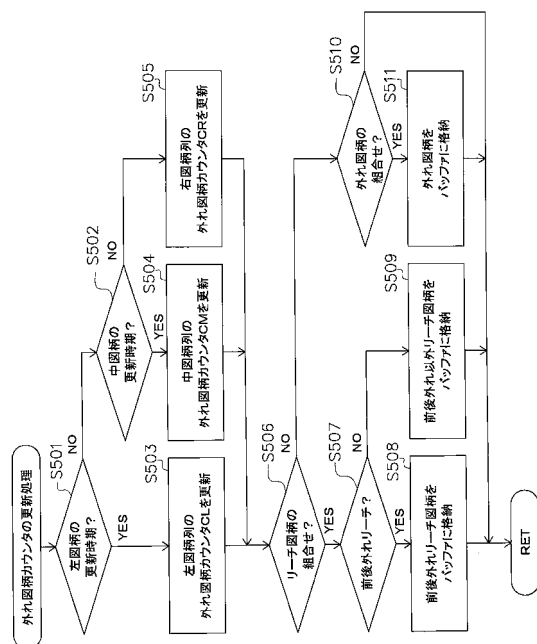 外れ図柄カウンタの更新処理
S501
左図柄の
更新時期?
NO
YES
S502
中図柄の
更新時期?
NO
YES
S503
左図柄列の
外れ図柄カウンタCLを更新
S504
中図柄列の
外れ図柄カウンタCMを更新
S505
右図柄列の
外れ図柄カウンタCRを更新
S506
リーチ図柄の
組合せ?
NO
YES
S507
前後外れリーチ?
NO
YES
S508
前後外れリーチ図柄を
バッファに格納
S509
前後外れ以外リーチ図柄を
バッファに格納
S510
外れ図柄の
組合せ?
NO
YES
S511
外れ図柄を
バッファに格納
RET